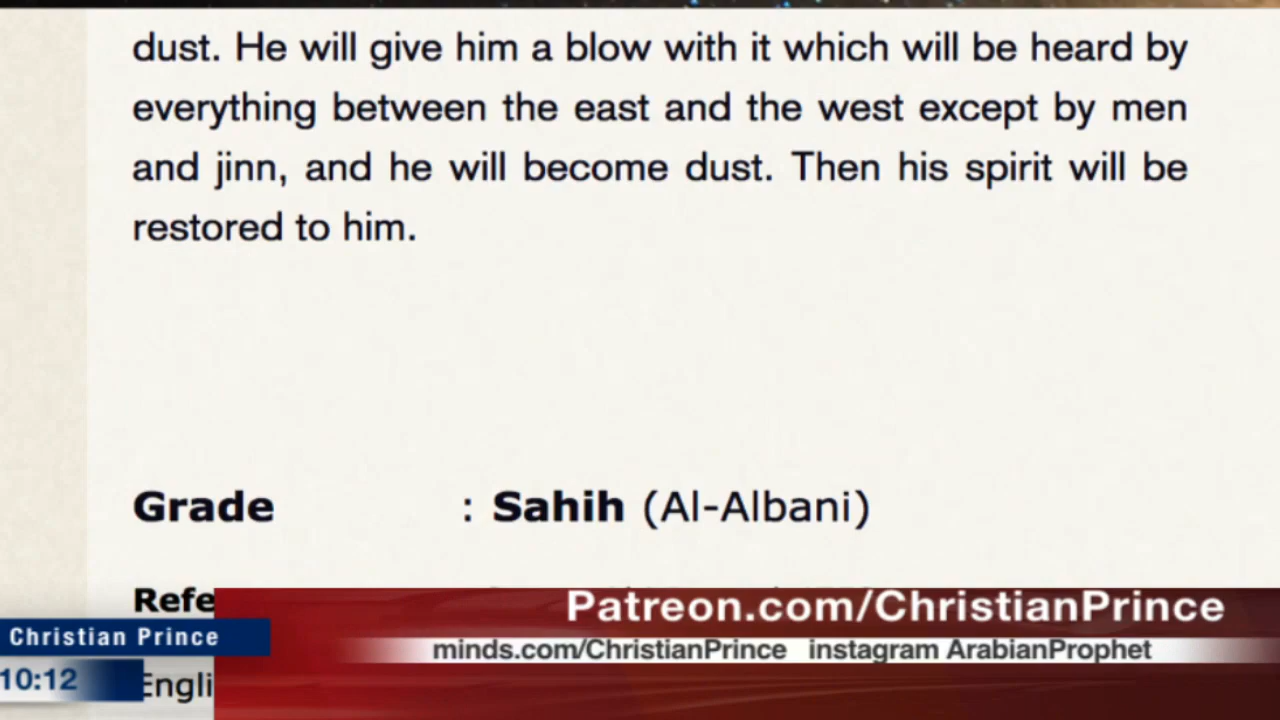 dust. He will give him a blow with it which will be heard by
everything between the east and the west except by men
and jinn, and he will become dust. Then his spirit will be
restored to him.
Grade : Sahih (Al-Albani)
Refe
Patreon.com/ChristianPrince
Christian Prince
minds.com/ChristianPrince instagram ArabianProphet
10:12
Engli